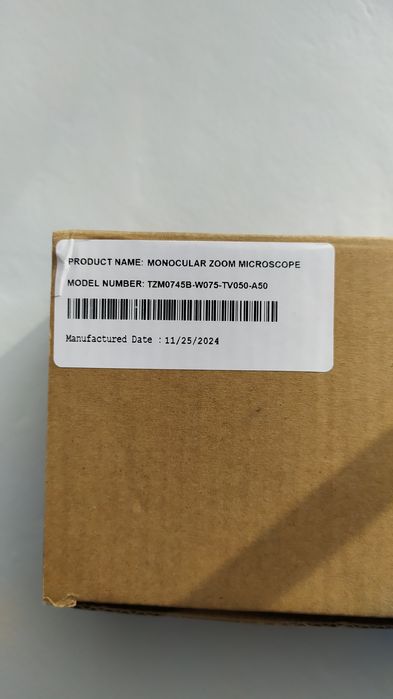 PRODUCT NAME: MONOCULAR ZOOM MICROSCOPE
MODEL NUMBER: TZM0745B-W075-TV050-A50
Manufactured Date : 11/25/2024